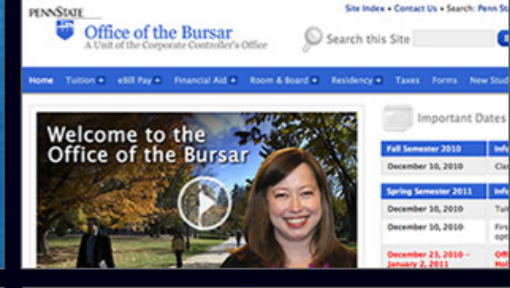 PENNSTATE
Site Index • Contact Us • Search: Penn
Office of the Bursar
A Unit of the Corporate Controller's Office
Search this Site
Home Tuition + eBill Pay + Financial Aid + Room & Board + Residency + Taxes Forms New
Important Dates
Welcome to the
Office of the Bursar
Fall Semester 2010
December 10, 2010
Spring Semester 2011
December 10, 2010
December 10, 2010
December 23, 2010 –
January 2, 2011